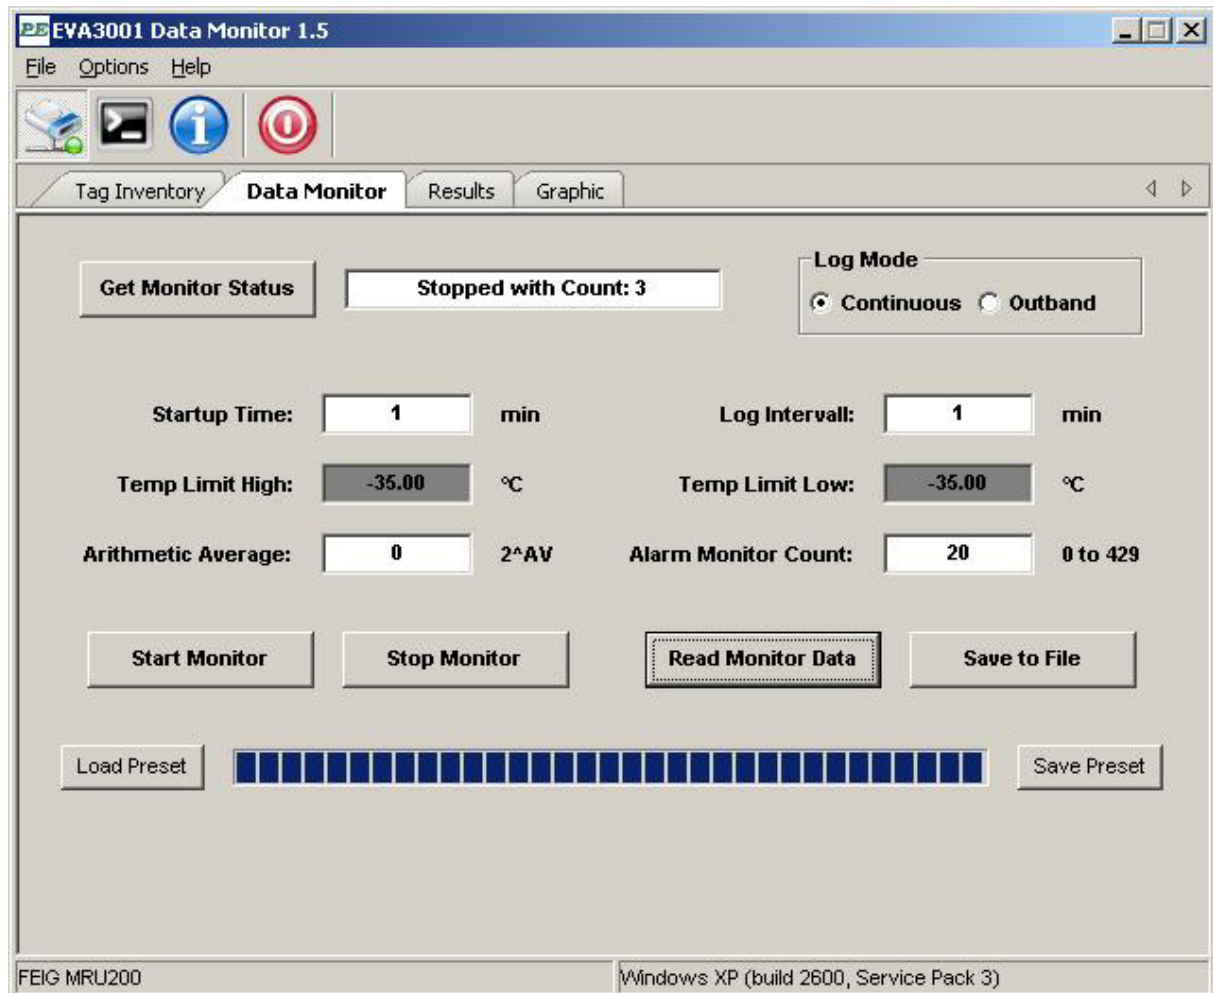 PE EVA3001 Data Monitor 1.5
File Options Help
Tag Inventory Data Monitor Results Graphic
Log Mode
Get Monitor Status Stopped with Count: 3
Continuous Outband
Startup Time: 1 min Log Intervall: 1 min
Temp Limit High: -35.00 °C Temp Limit Low: -35.00 °C
Arithmetic Average: 0 2^AV Alarm Monitor Count: 20 0 to 429
Start Monitor Stop Monitor Read Monitor Data Save to File
Load Preset Save Preset
FEIG MRU200 Windows XP (build 2600, Service Pack 3)